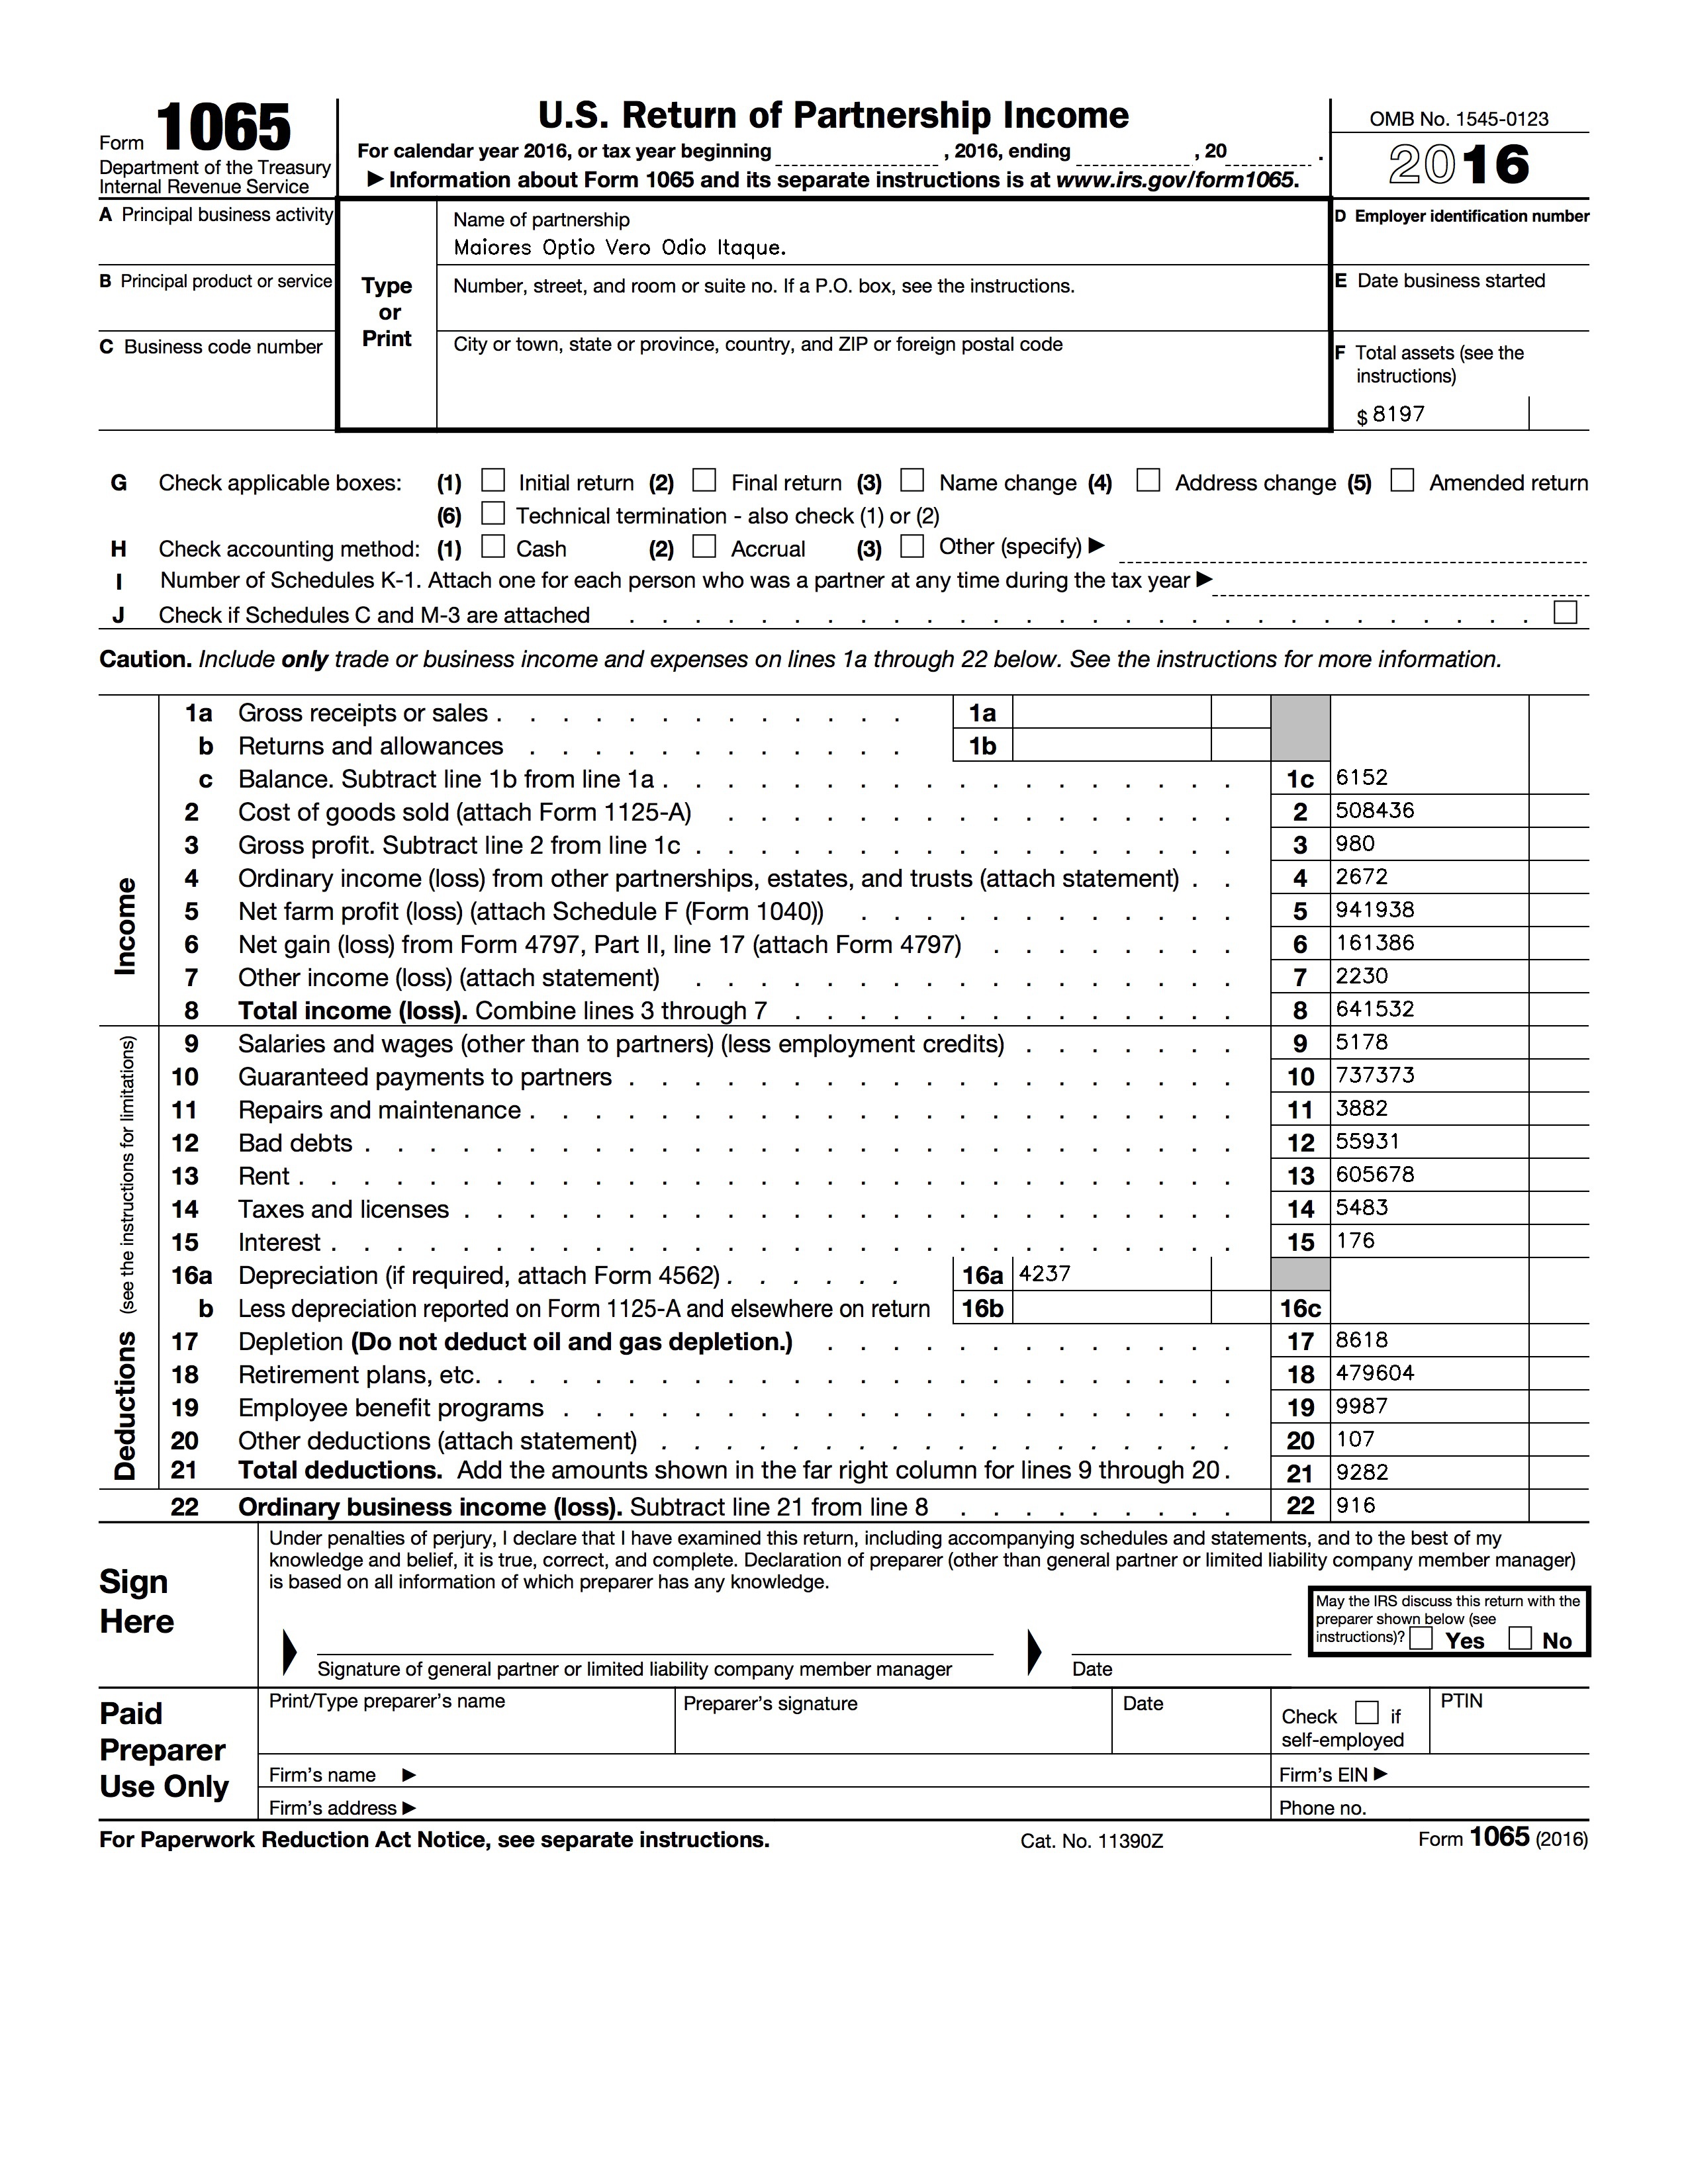 Form 1065
Department of the Treasury
Internal Revenue Service
U.S. Return of Partnership Income
For calendar year 2016, or tax year beginning , 2016, ending , 20 .
▶ Information about Form 1065 and its separate instructions is at www.irs.gov/form1065.
OMB No. 1545-0123
2016
A Principal business activity
B Principal product or service
C Business code number
Type
or
Print
Name of partnership
Maiores Optio Vero Odio Itaque.
Number, street, and room or suite no. If a P.O. box, see the instructions.
City or town, state or province, country, and ZIP or foreign postal code
D Employer identification number
E Date business started
F Total assets (see the
instructions)
$ 8197
G Check applicable boxes: (1) Initial return (2) Final return (3) Name change (4) Address change (5) Amended return
(6) Technical termination - also check (1) or (2)
H Check accounting method: (1) Cash (2) Accrual (3) Other (specify) ▶
I Number of Schedules K-1. Attach one for each person who was a partner at any time during the tax year ▶
J Check if Schedules C and M-3 are attached
Caution. Include only trade or business income and expenses on lines 1a through 22 below. See the instructions for more information.
Income
1a Gross receipts or sales 1a
b Returns and allowances 1b
c Balance. Subtract line 1b from line 1a 1c 6152
2 Cost of goods sold (attach Form 1125-A) 2 508436
3 Gross profit. Subtract line 2 from line 1c 3 980
4 Ordinary income (loss) from other partnerships, estates, and trusts (attach statement) 4 2672
5 Net farm profit (loss) (attach Schedule F (Form 1040)) 5 941938
6 Net gain (loss) from Form 4797, Part II, line 17 (attach Form 4797) 6 161386
7 Other income (loss) (attach statement) 7 2230
8 Total income (loss). Combine lines 3 through 7 8 641532
Deductions (see the instructions for limitations)
9 Salaries and wages (other than to partners) (less employment credits) 9 5178
10 Guaranteed payments to partners 10 737373
11 Repairs and maintenance 11 3882
12 Bad debts 12 55931
13 Rent 13 605678
14 Taxes and licenses 14 5483
15 Interest 15 176
16a Depreciation (if required, attach Form 4562) 16a 4237
b Less depreciation reported on Form 1125-A and elsewhere on return 16b 16c
17 Depletion (Do not deduct oil and gas depletion.) 17 8618
18 Retirement plans, etc. 18 479604
19 Employee benefit programs 19 9987
20 Other deductions (attach statement) 20 107
21 Total deductions. Add the amounts shown in the far right column for lines 9 through 20 21 9282
22 Ordinary business income (loss). Subtract line 21 from line 8 22 916
Sign
Here
Under penalties of perjury, I declare that I have examined this return, including accompanying schedules and statements, and to the best of my
knowledge and belief, it is true, correct, and complete. Declaration of preparer (other than general partner or limited liability company member manager)
is based on all information of which preparer has any knowledge.
May the IRS discuss this return with the
preparer shown below (see
instructions)? Yes No
Signature of general partner or limited liability company member manager
Date
Paid
Preparer
Use Only
Print/Type preparer's name
Preparer's signature
Date
Check if
self-employed
PTIN
Firm's name ▶
Firm's EIN ▶
Firm's address ▶
Phone no.
For Paperwork Reduction Act Notice, see separate instructions.
Cat. No. 11390Z
Form 1065 (2016)